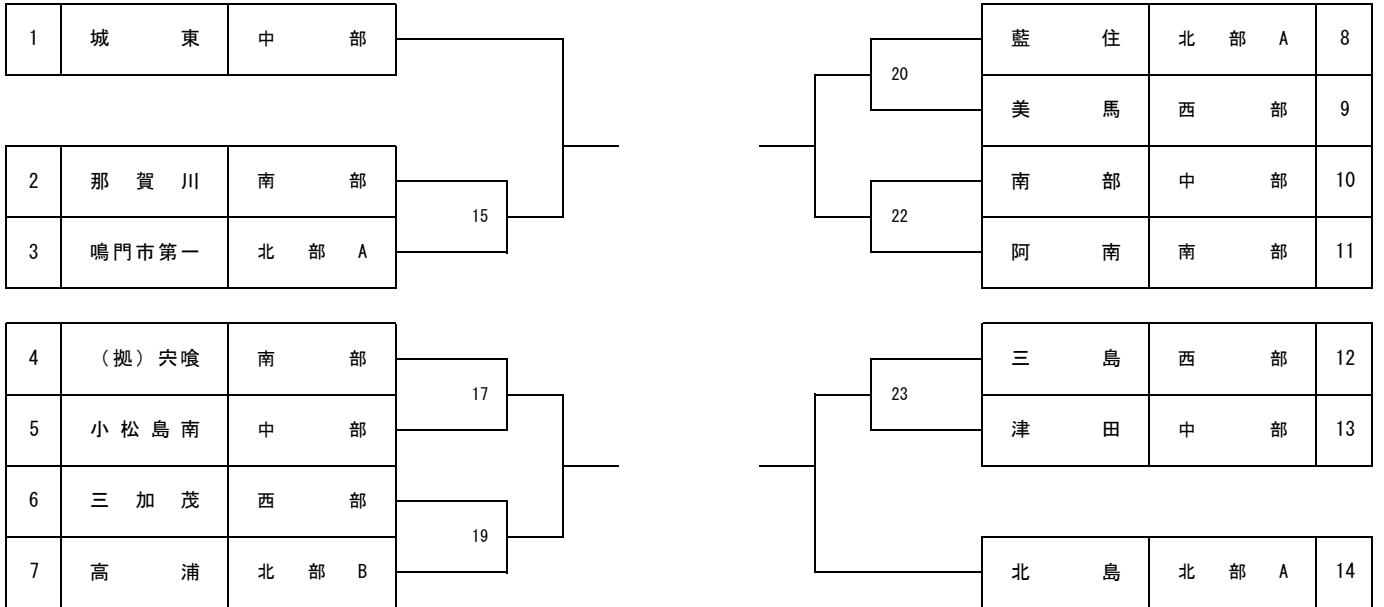 1 城東 中部
藍住 北部A 8
20
美馬 西部 9
2 那賀川 南部
南部 中部 10
15
22
3 鳴門市第一 北部A
阿南 南部 11
4 (拠)宍喰 南部
三島 西部 12
17
23
5 小松島南 中部
津田 中部 13
6 三加茂 西部
19
7 高浦 北部B
北島 北部A 14